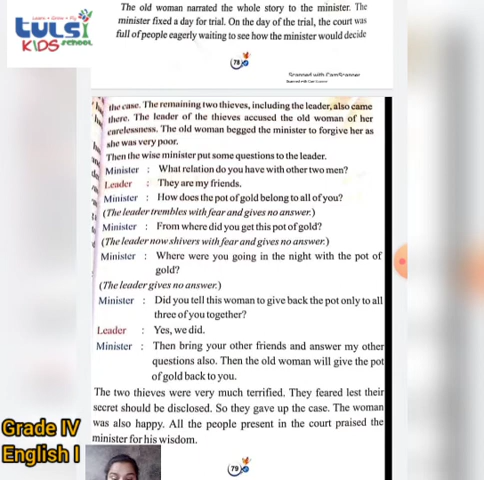 The old woman narrated the whole story to the minister. The
minister fixed a day for trial. On the day of the trial, the court was
full of people eagerly waiting to see how the minister would decide
78
Scanned with CamScanner
Learn • Grow • Fly
tulsi
KIDS school
the case. The remaining two thieves, including the leader, also came
there. The leader of the thieves accused the old woman of her
carelessness. The old woman begged the minister to forgive her as
she was very poor.
Then the wise minister put some questions to the leader.
Minister : What relation do you have with other two men?
Leader : They are my friends.
Minister : How does the pot of gold belong to all of you?
(The leader trembles with fear and gives no answer.)
Minister : From where did you get this pot of gold?
(The leader now shivers with fear and gives no answer.)
Minister : Where were you going in the night with the pot of
gold?
(The leader gives no answer.)
Minister : Did you tell this woman to give back the pot only to all
three of you together?
Leader : Yes, we did.
Minister : Then bring your other friends and answer my other
questions also. Then the old woman will give the pot
of gold back to you.
The two thieves were very much terrified. They feared lest their
secret should be disclosed. So they gave up the case. The woman
was also happy. All the people present in the court praised the
minister for his wisdom.
79
Grade IV
English I